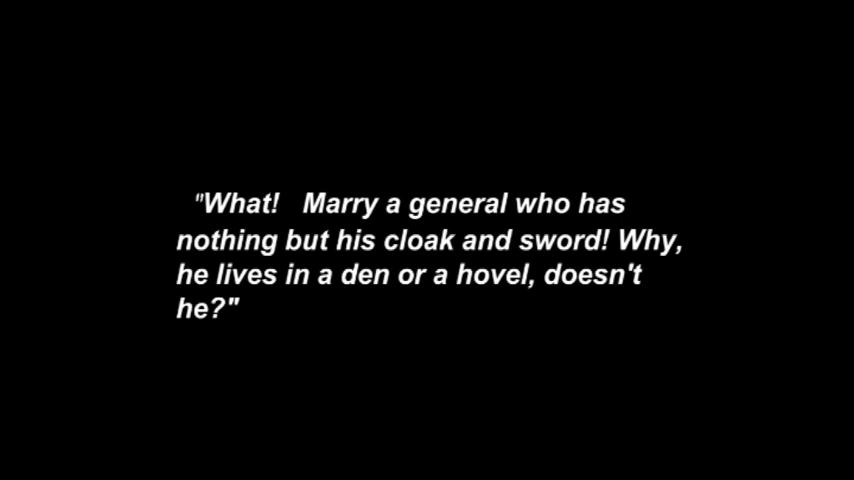 "What! Marry a general who has
nothing but his cloak and sword! Why,
he lives in a den or a hovel, doesn't
he?"